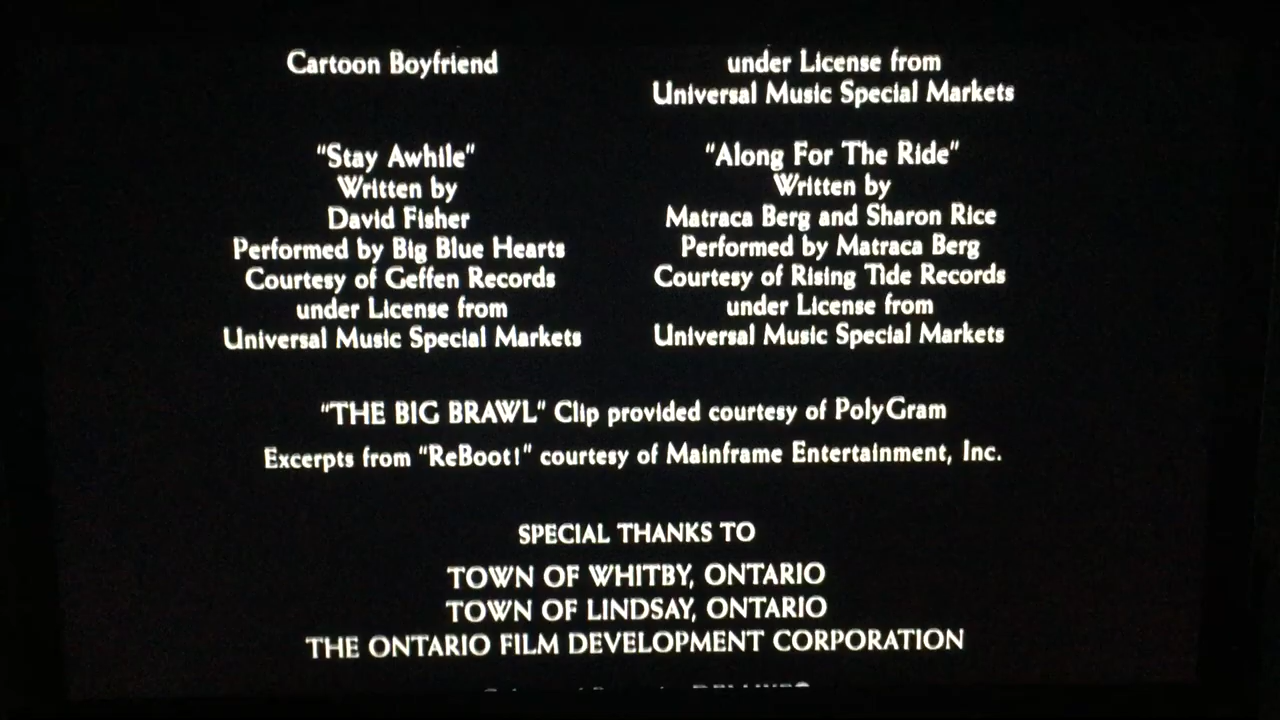 Cartoon Boyfriend
"Stay Awhile"
Written by
David Fisher
Performed by Big Blue Hearts
Courtesy of Geffen Records
under License from
Universal Music Special Markets
under License from
Universal Music Special Markets
"Along For The Ride"
Written by
Matraca Berg and Sharon Rice
Performed by Matraca Berg
Courtesy of Rising Tide Records
under License from
Universal Music Special Markets
"THE BIG BRAWL" Clip provided courtesy of PolyGram
Excerpts from "ReBoot!" courtesy of Mainframe Entertainment, Inc.
SPECIAL THANKS TO
TOWN OF WHITBY, ONTARIO
TOWN OF LINDSAY, ONTARIO
THE ONTARIO FILM DEVELOPMENT CORPORATION